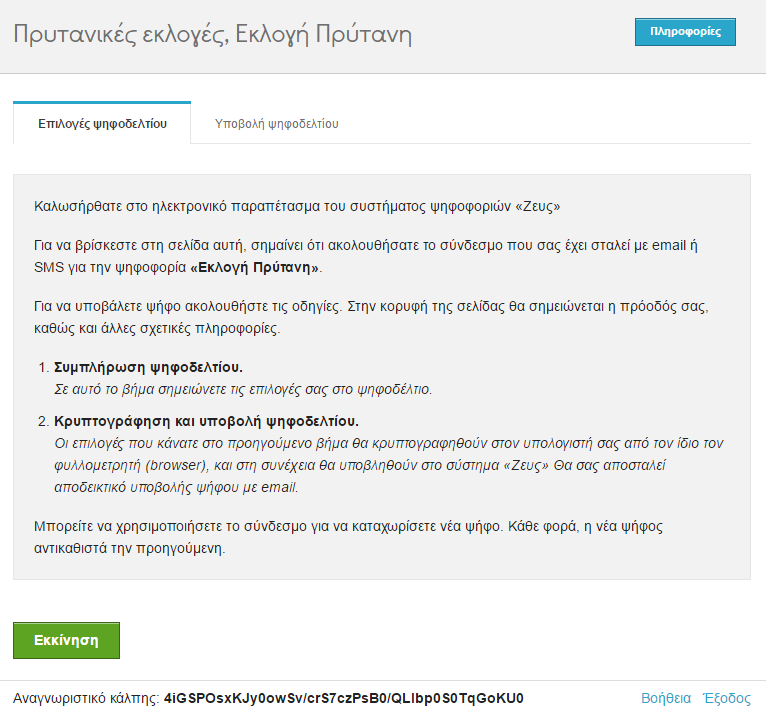 Πρυτανικές εκλογές, Εκλογή Πρύτανη
Πληροφορίες
Επιλογές ψηφοδελτίου
Υποβολή ψηφοδελτίου
Καλωσήρθατε στο ηλεκτρονικό παραπέτασμα του συστήματος ψηφοφοριών «Ζευς»
Για να βρίσκεστε στη σελίδα αυτή, σημαίνει ότι ακολουθήσατε το σύνδεσμο που σας έχει σταλεί με email ή
SMS για την ψηφοφορία «Εκλογή Πρύτανη».
Για να υποβάλετε ψήφο ακολουθήστε τις οδηγίες. Στην κορυφή της σελίδας θα σημειώνεται η πρόοδός σας,
καθώς και άλλες σχετικές πληροφορίες.
1. Συμπλήρωση ψηφοδελτίου.
Σε αυτό το βήμα σημειώνετε τις επιλογές σας στο ψηφοδέλτιο.
2. Κρυπτογράφηση και υποβολή ψηφοδελτίου.
Οι επιλογές που κάνατε στο προηγούμενο βήμα θα κρυπτογραφηθούν στον υπολογιστή σας από τον ίδιο τον
φυλλομετρητή (browser), και στη συνέχεια θα υποβληθούν στο σύστημα «Ζευς» Θα σας αποσταλεί
αποδεικτικό υποβολής ψήφου με email.
Μπορείτε να χρησιμοποιήσετε το σύνδεσμο για να καταχωρίσετε νέα ψήφο. Κάθε φορά, η νέα ψήφος
αντικαθιστά την προηγούμενη.
Εκκίνηση
Αναγνωριστικό κάλπης: 4iGSPOsxKJy0owSv/crS7czPsB0/QLlbp0S0TqGoKU0
Βοήθεια Έξοδος